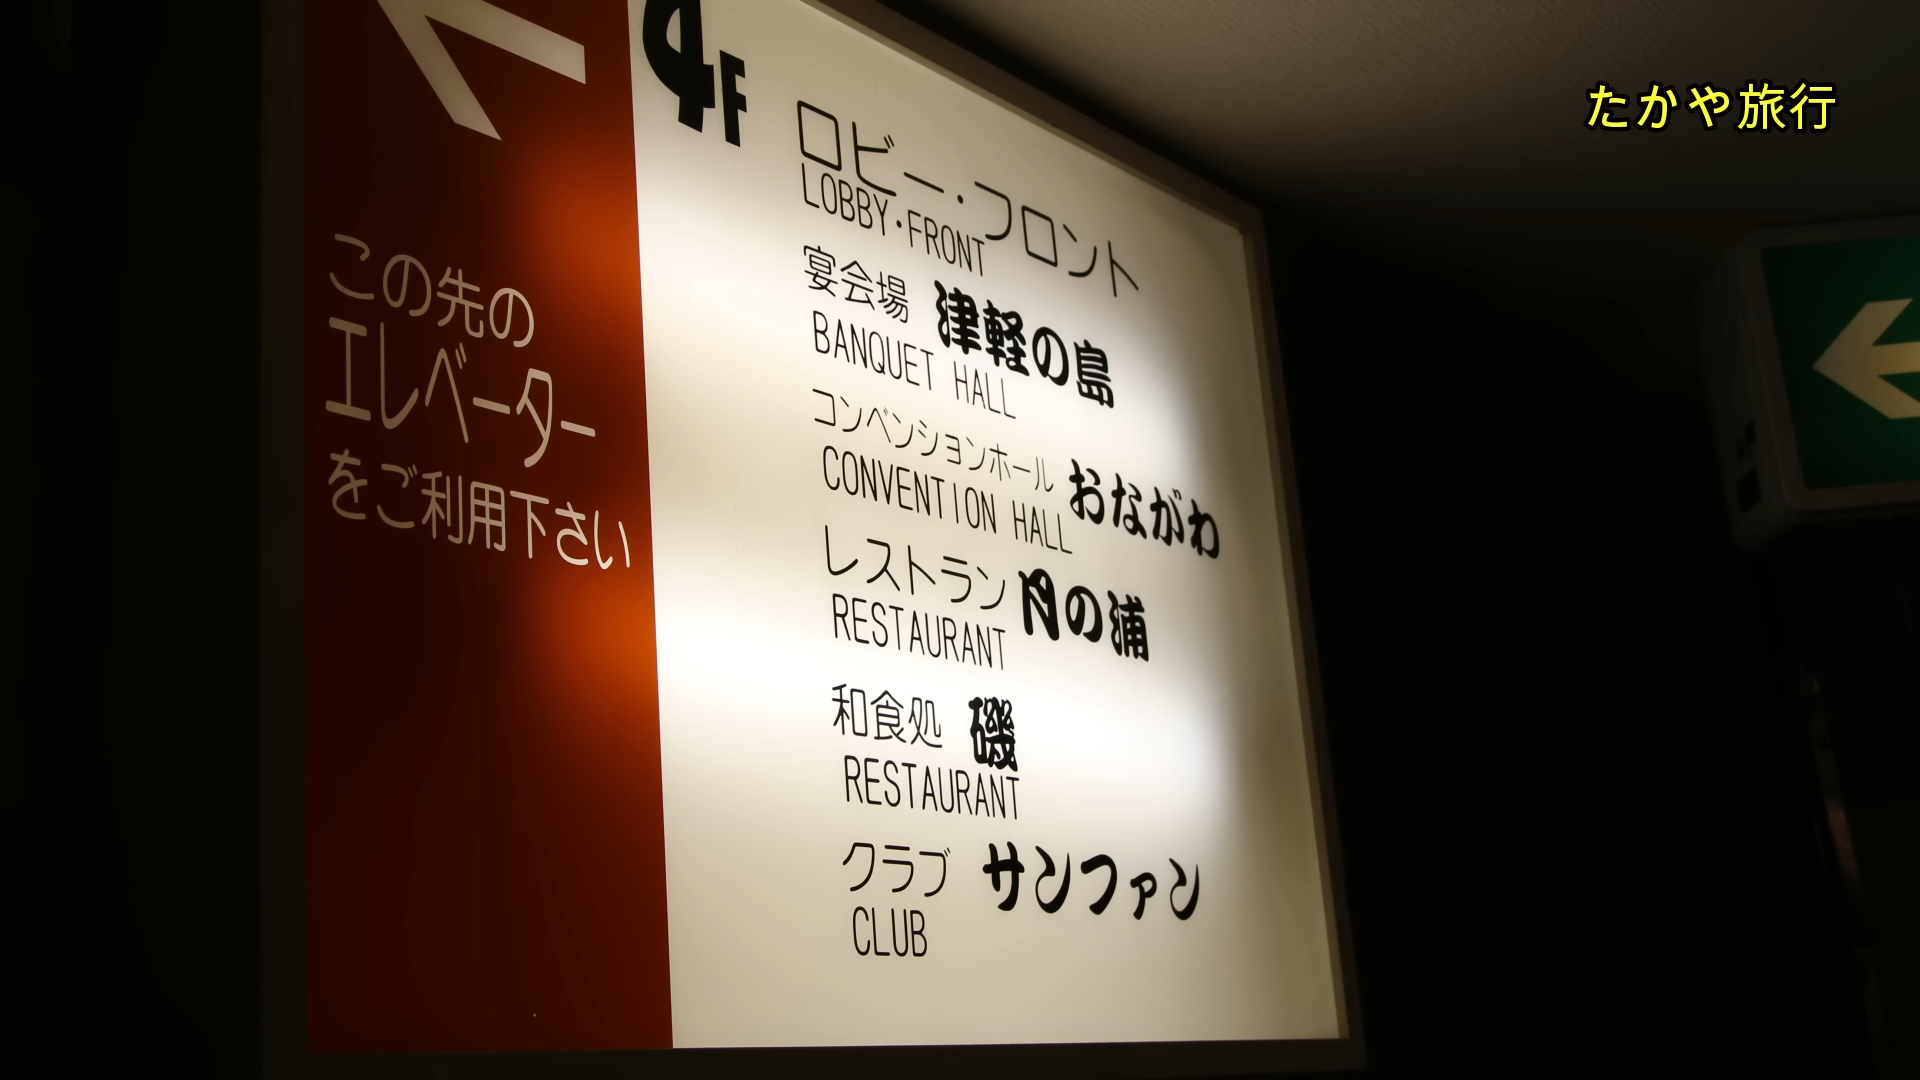 たかや旅行
4F
ロビー・フロント
LOBBY・FRONT
宴会場 津軽の島
BANQUET HALL
コンベンションホール おながわ
CONVENTION HALL
レストラン の浦
RESTAURANT
和食処 磯
RESTAURANT
クラブ サンファン
CLUB
この先の
エレベーター
をご利用下さい